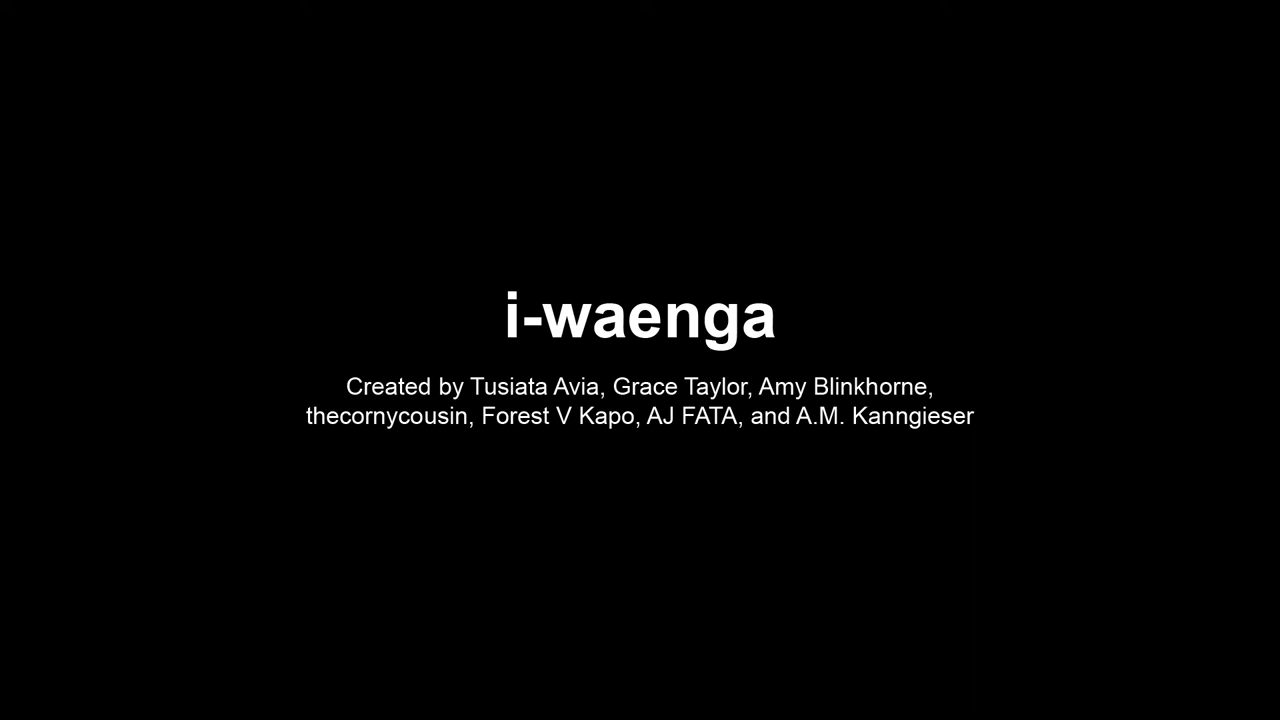 i-waenga
Created by Tusiata Avia, Grace Taylor, Amy Blinkhorne,
thecornycousin, Forest V Kapo, AJ FATA, and A.M. Kanngieser